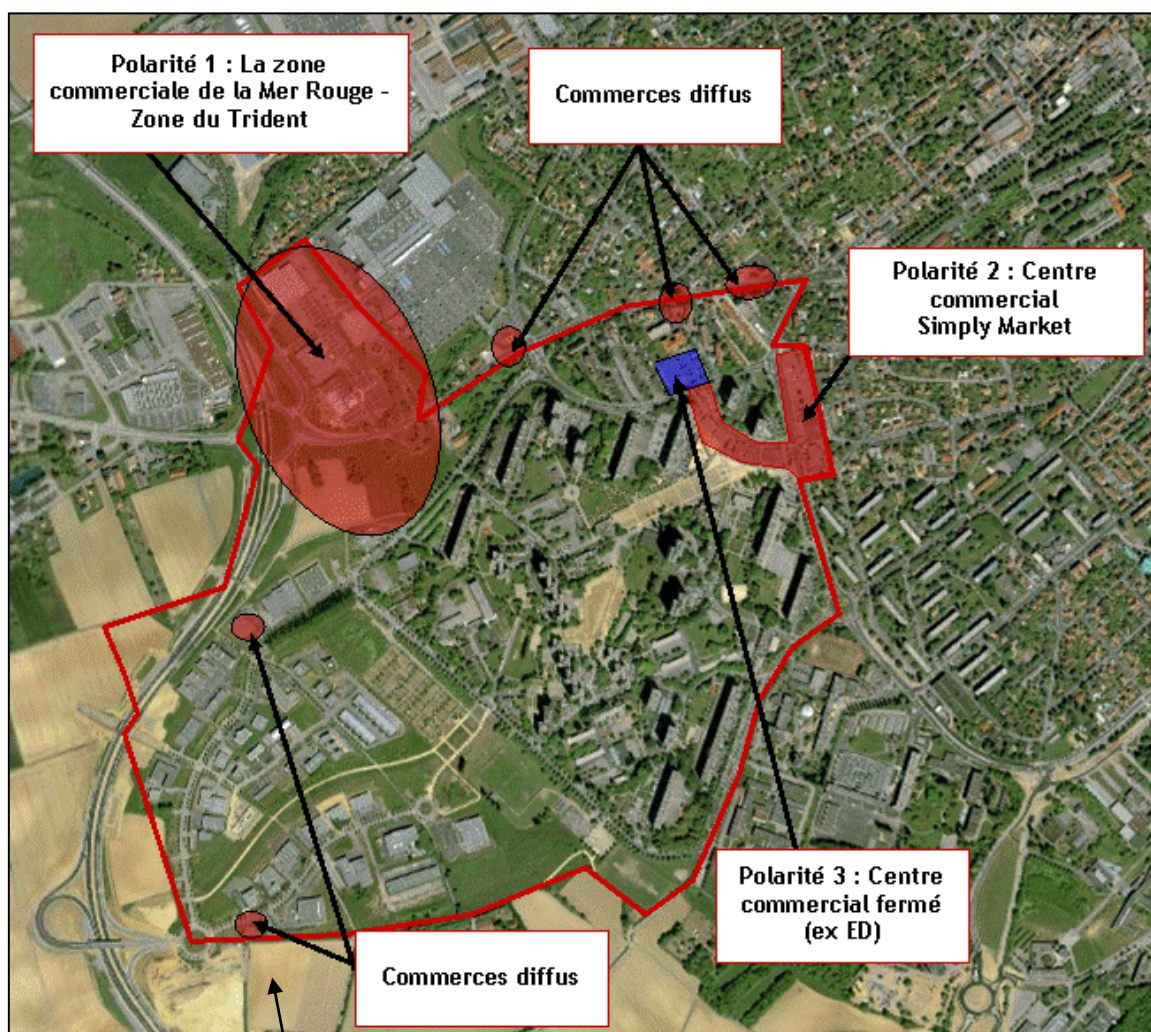 Polarité 1 : La zone
commerciale de la Mer Rouge -
Zone du Trident
Commerces diffus
Polarité 2 : Centre
commercial
Simply Market
Polarité 3 : Centre
commercial fermé
(ex ED)
Commerces diffus